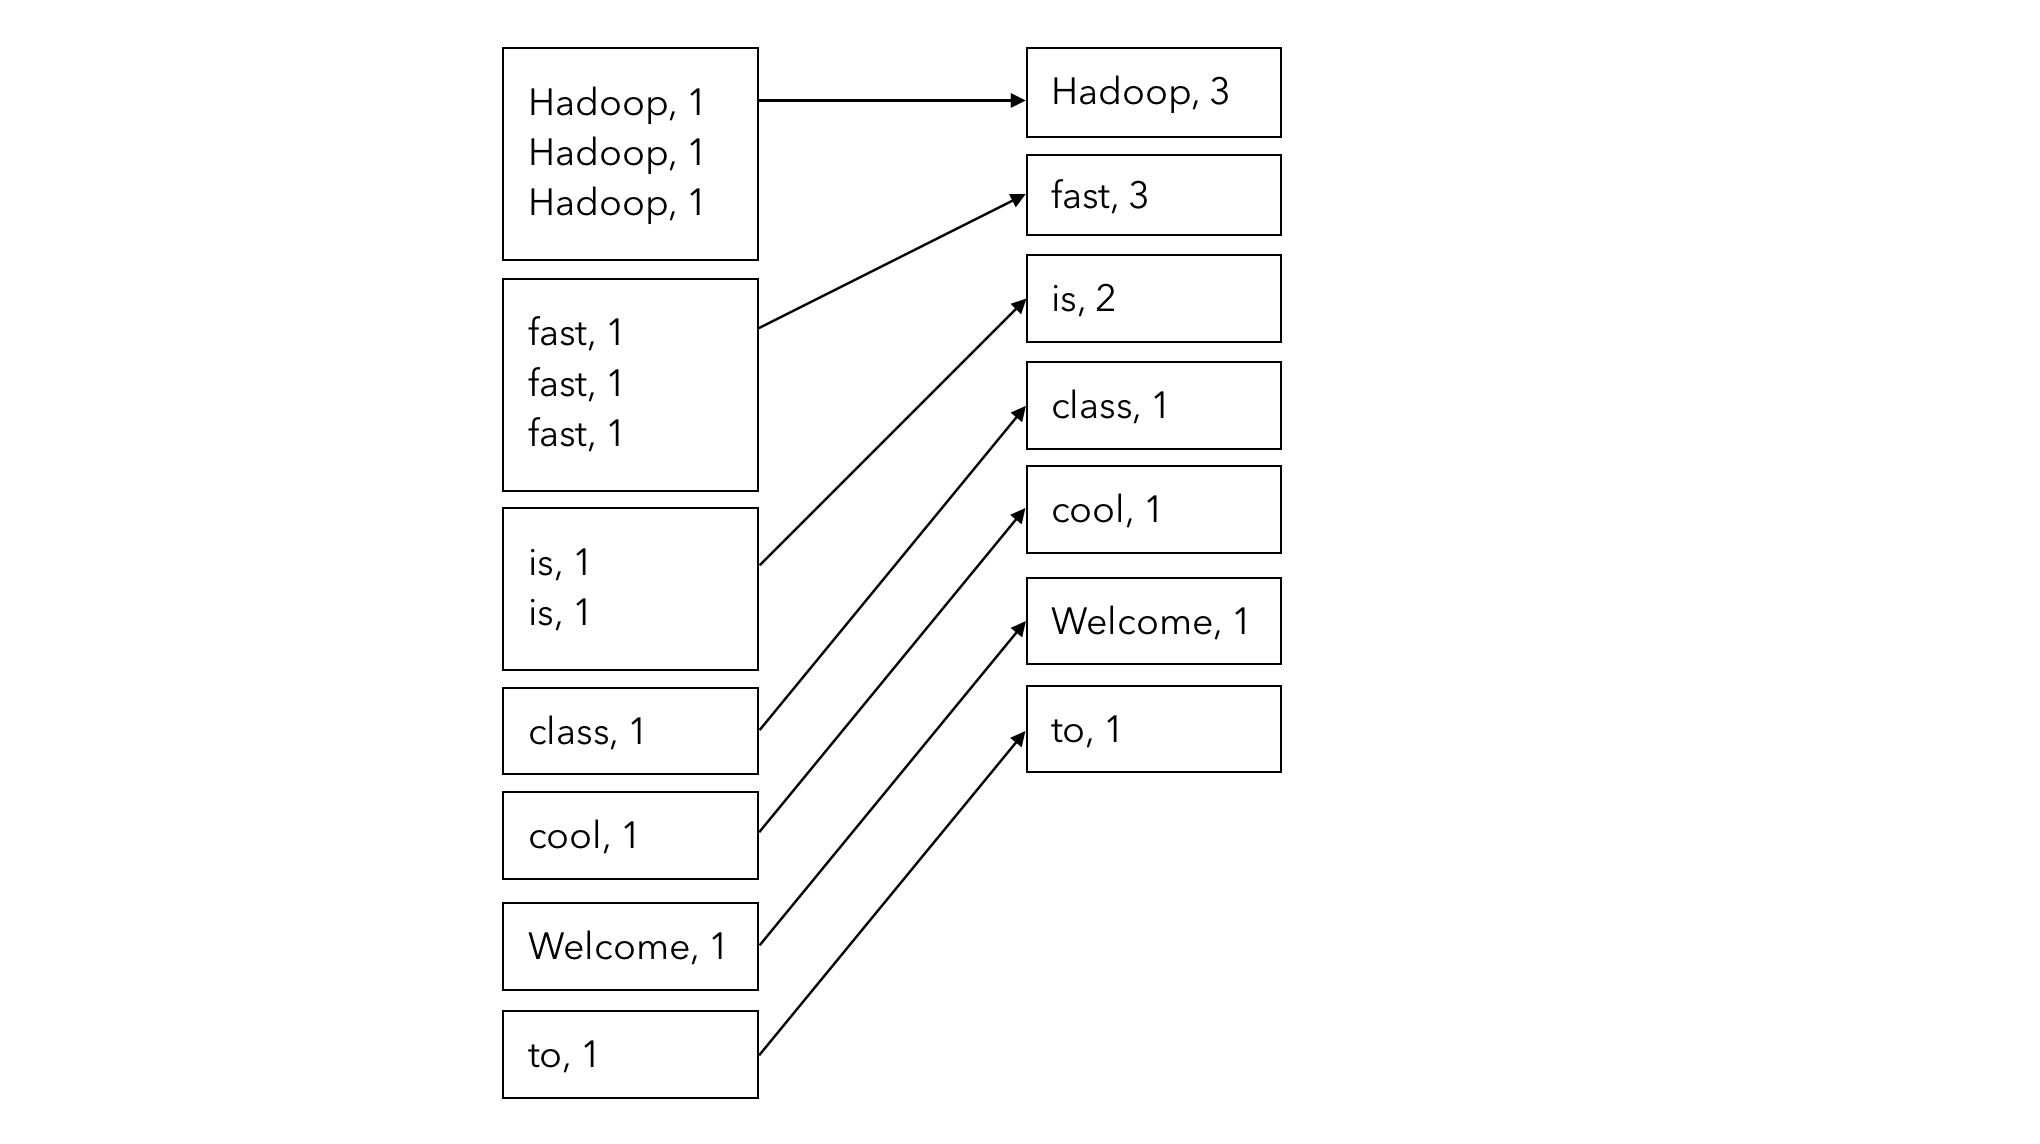 Hadoop, 1
Hadoop, 1
Hadoop, 1
fast, 1
fast, 1
fast, 1
is, 1
is, 1
class, 1
cool, 1
Welcome, 1
to, 1
Hadoop, 3
fast, 3
is, 2
class, 1
cool, 1
Welcome, 1
to, 1